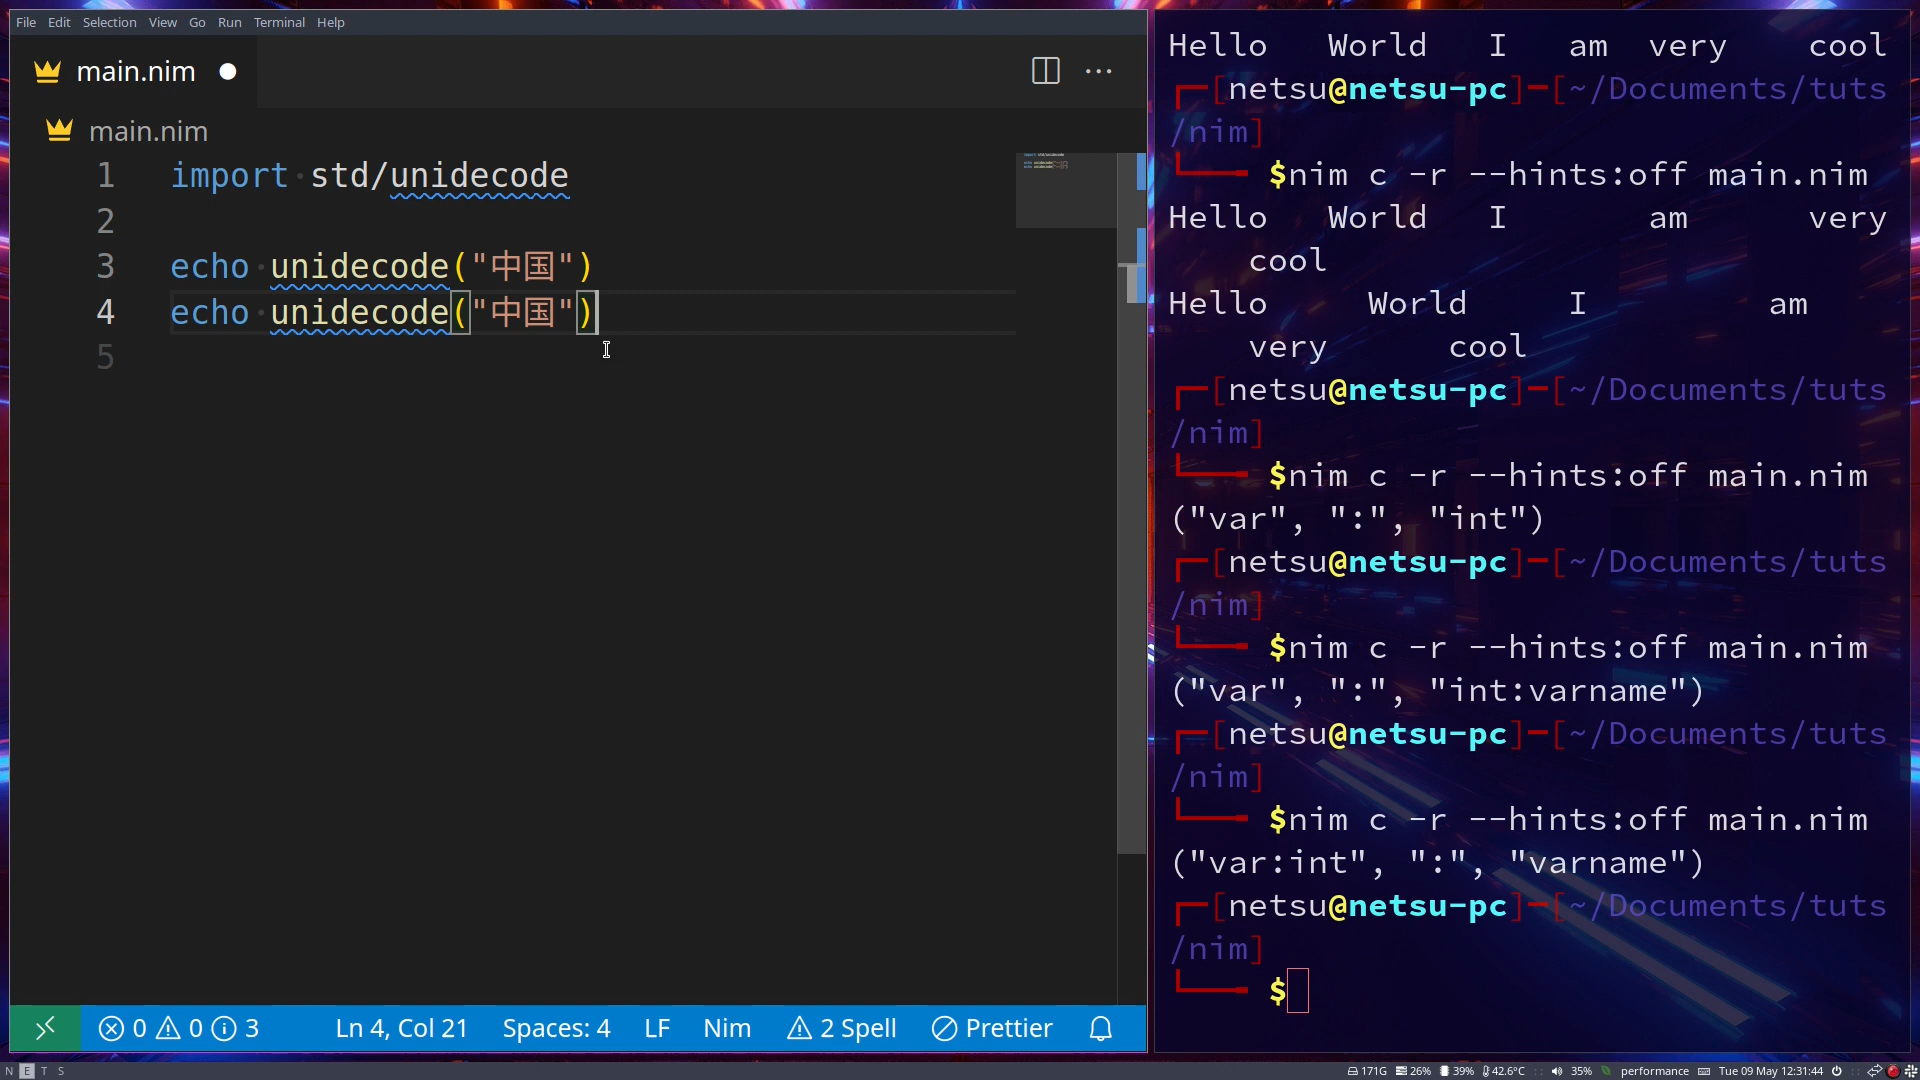 File Edit Selection View Go Run Terminal Help
main.nim
main.nim
1 import std/unidecode
2
3 echo unidecode("中国")
4 echo unidecode("中国")
5
0 0 3 Ln 4, Col 21 Spaces: 4 LF Nim 2 Spell Prettier
Hello World I am very cool
[netsu@netsu-pc]-[~/Documents/tuts
/nim]
$nim c -r --hints:off main.nim
Hello World I am very
cool
Hello World I am
very cool
[netsu@netsu-pc]-[~/Documents/tuts
/nim]
$nim c -r --hints:off main.nim
("var", ":", "int")
[netsu@netsu-pc]-[~/Documents/tuts
/nim]
$nim c -r --hints:off main.nim
("var", ":", "int:varname")
[netsu@netsu-pc]-[~/Documents/tuts
/nim]
$nim c -r --hints:off main.nim
("var:int", ":", "varname")
[netsu@netsu-pc]-[~/Documents/tuts
/nim]
$
N E T S 171G 26% 39% 42.6°C 35% performance Tue 09 May 12:31:44